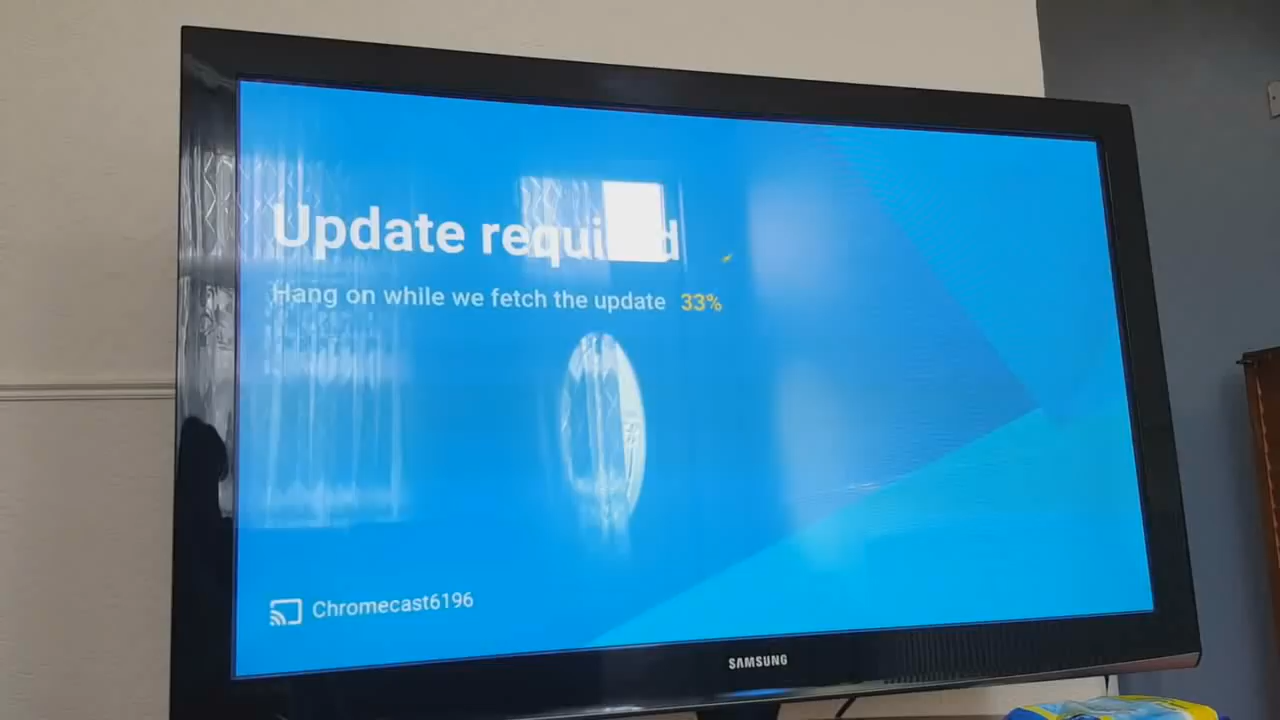 Update required
Hang on while we fetch the update 33%
Chromecast6196
SAMSUNG